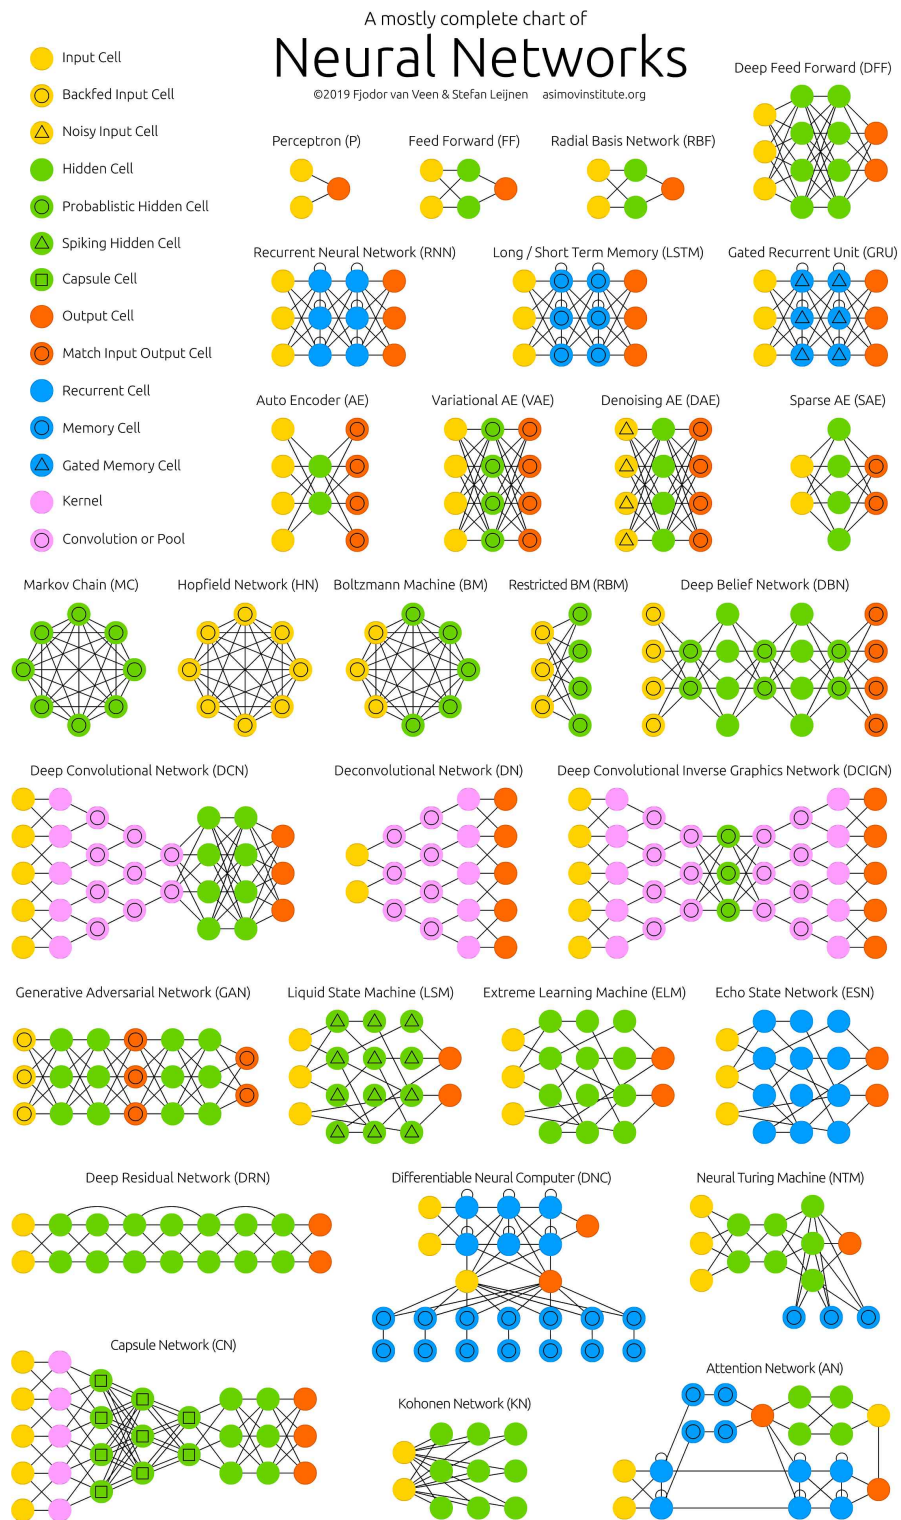 A mostly complete chart of
Neural Networks
©2019 Fjodor van Veen & Stefan Leijnen asimovinstitute.org
Input Cell
Backfed Input Cell
Noisy Input Cell
Hidden Cell
Probablistic Hidden Cell
Spiking Hidden Cell
Capsule Cell
Output Cell
Match Input Output Cell
Recurrent Cell
Memory Cell
Gated Memory Cell
Kernel
Convolution or Pool
Deep Feed Forward (DFF)
Perceptron (P)
Feed Forward (FF)
Radial Basis Network (RBF)
Recurrent Neural Network (RNN)
Long / Short Term Memory (LSTM)
Gated Recurrent Unit (GRU)
Auto Encoder (AE)
Variational AE (VAE)
Denoising AE (DAE)
Sparse AE (SAE)
Markov Chain (MC)
Hopfield Network (HN)
Boltzmann Machine (BM)
Restricted BM (RBM)
Deep Belief Network (DBN)
Deep Convolutional Network (DCN)
Deconvolutional Network (DN)
Deep Convolutional Inverse Graphics Network (DCIGN)
Generative Adversarial Network (GAN)
Liquid State Machine (LSM)
Extreme Learning Machine (ELM)
Echo State Network (ESN)
Deep Residual Network (DRN)
Differentiable Neural Computer (DNC)
Neural Turing Machine (NTM)
Capsule Network (CN)
Kohonen Network (KN)
Attention Network (AN)